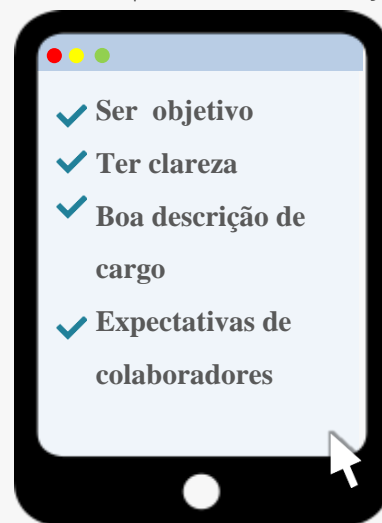 Ser objetivo
Ter clareza
Boa descrição de
cargo
Expectativas de
colaboradores